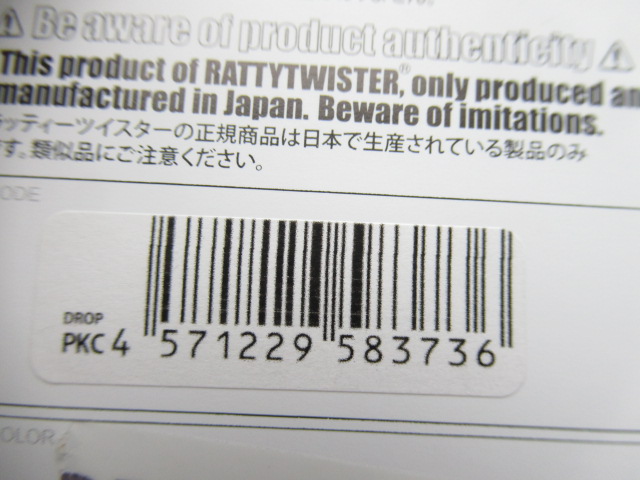 Be aware of product authenticity
This product of RATTYTWISTER®, only produced an
manufactured in Japan. Beware of imitations.
ラッティーツイスターの正規商品は日本で生産されている製品のみ
です。類似品にご注意ください。
ODE
DROP
PKC 4 571229 583736
COLOR